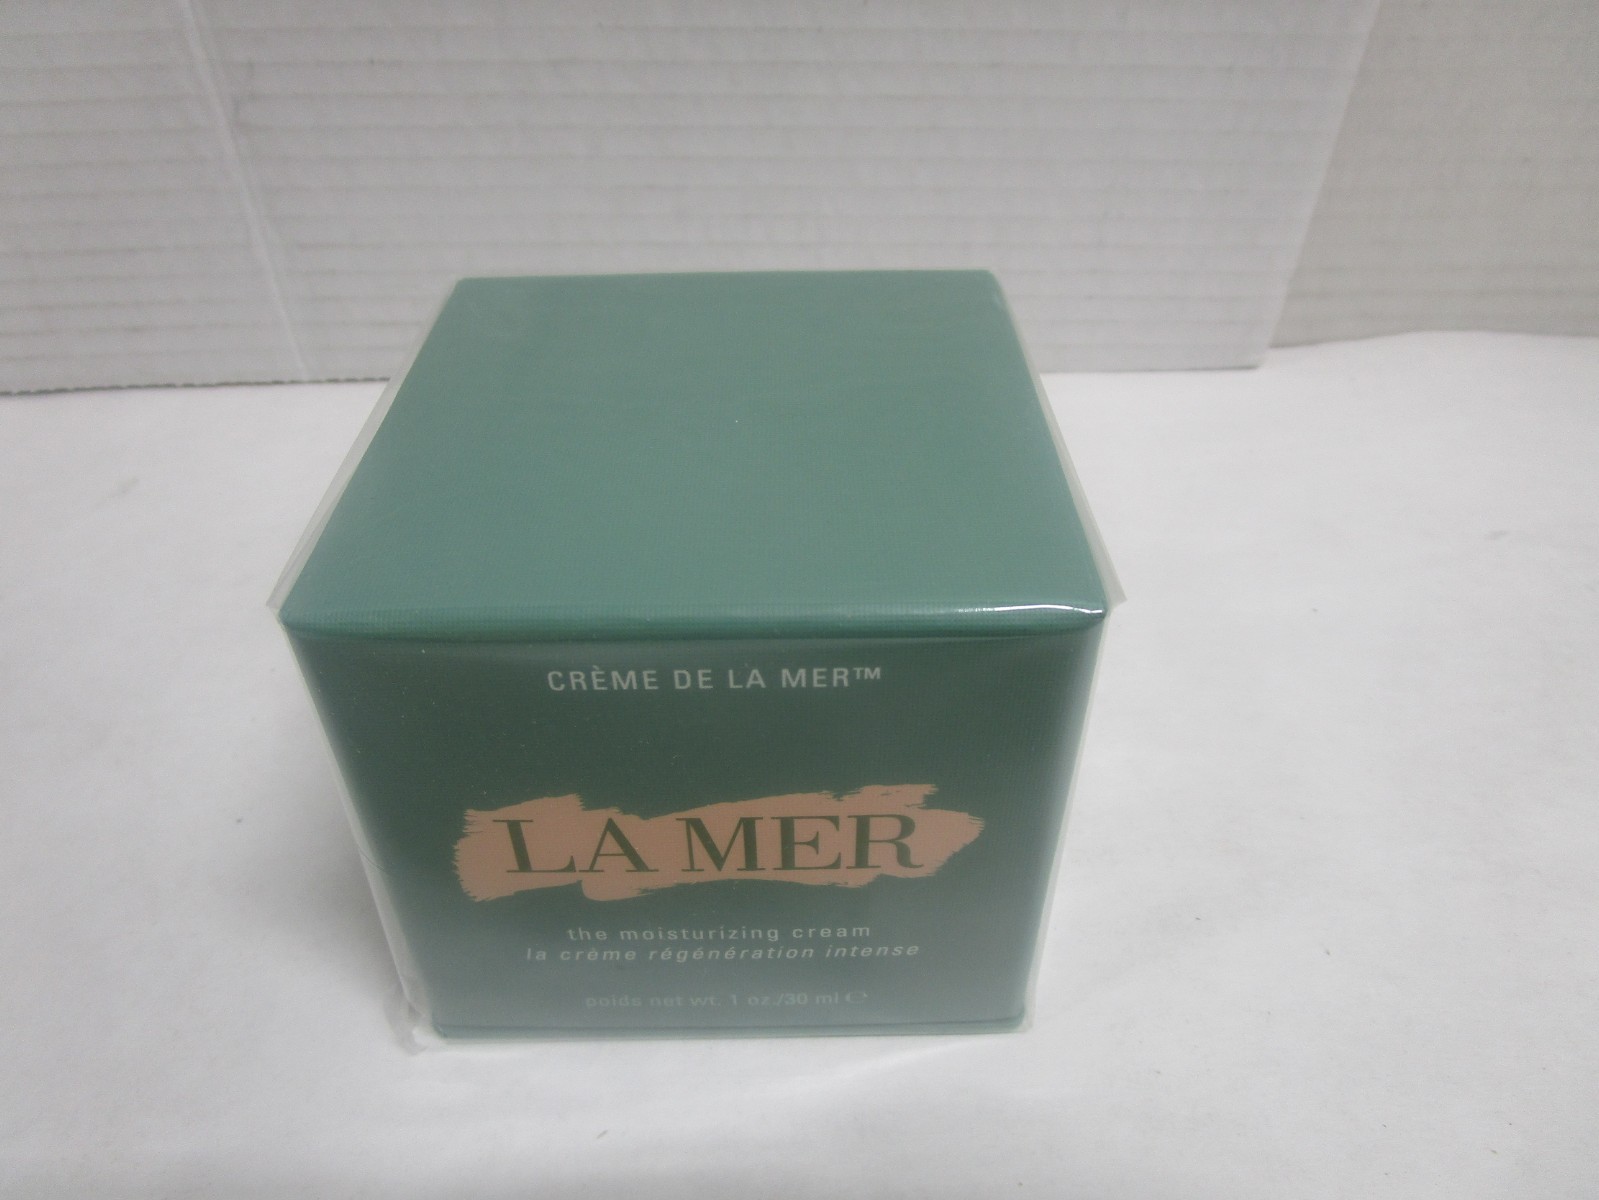 CRÈME DE LA MER™
LA MER
the moisturizing cream
la crème régénération intense
poids net wt. 1 oz./30 ml ℮